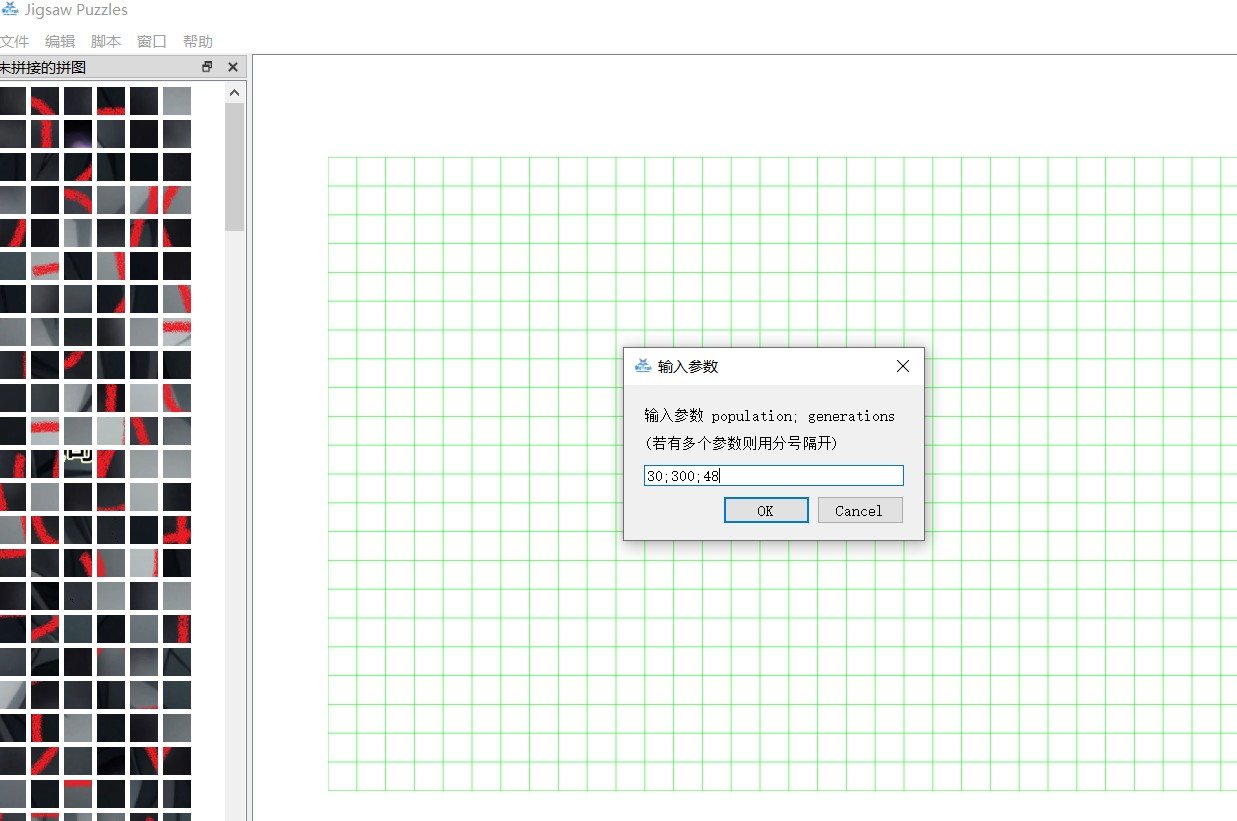 Jigsaw Puzzles
文件 编辑 脚本 窗口 帮助
未拼接的拼图
输入参数
输入参数 population; generations
(若有多个参数则用分号隔开)
30;300;48
OK Cancel